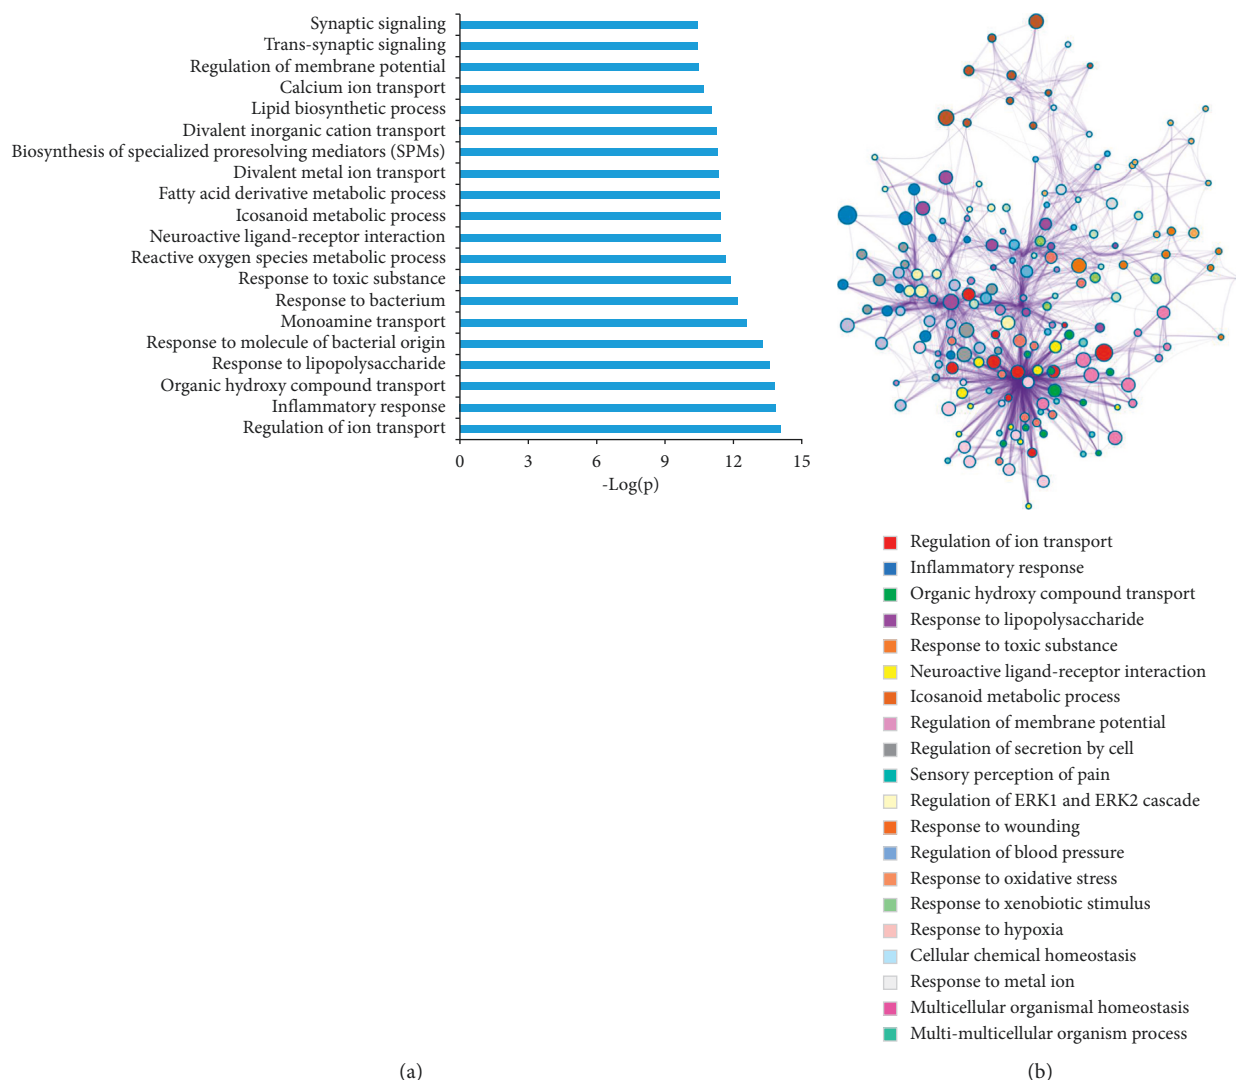 Synaptic signaling
Trans-synaptic signaling
Regulation of membrane potential
Calcium ion transport
Lipid biosynthetic process
Divalent inorganic cation transport
Biosynthesis of specialized proresolving mediators (SPMs)
Divalent metal ion transport
Fatty acid derivative metabolic process
Icosanoid metabolic process
Neuroactive ligand-receptor interaction
Reactive oxygen species metabolic process
Response to toxic substance
Response to bacterium
Monoamine transport
Response to molecule of bacterial origin
Response to lipopolysaccharide
Organic hydroxy compound transport
Inflammatory response
Regulation of ion transport
0 3 6 9 12 15
-Log(p)
(a)
Regulation of ion transport
Inflammatory response
Organic hydroxy compound transport
Response to lipopolysaccharide
Response to toxic substance
Neuroactive ligand-receptor interaction
Icosanoid metabolic process
Regulation of membrane potential
Regulation of secretion by cell
Sensory perception of pain
Regulation of ERK1 and ERK2 cascade
Response to wounding
Regulation of blood pressure
Response to oxidative stress
Response to xenobiotic stimulus
Response to hypoxia
Cellular chemical homeostasis
Response to metal ion
Multicellular organismal homeostasis
Multi-multicellular organism process
(b)